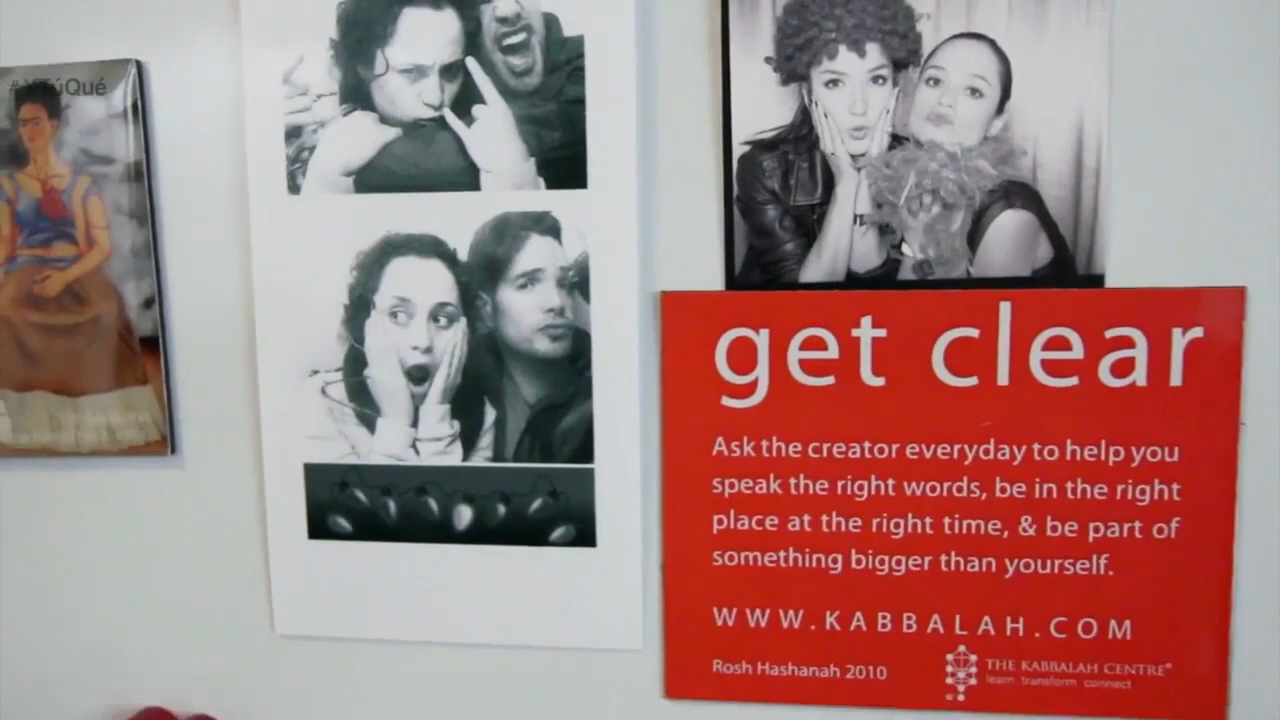 #YTúQué
get clear
Ask the creator everyday to help you
speak the right words, be in the right
place at the right time, & be part of
something bigger than yourself.
WWW.KABBALAH.COM
Rosh Hashanah 2010
THE KABBALAH CENTRE®
learn transform connect